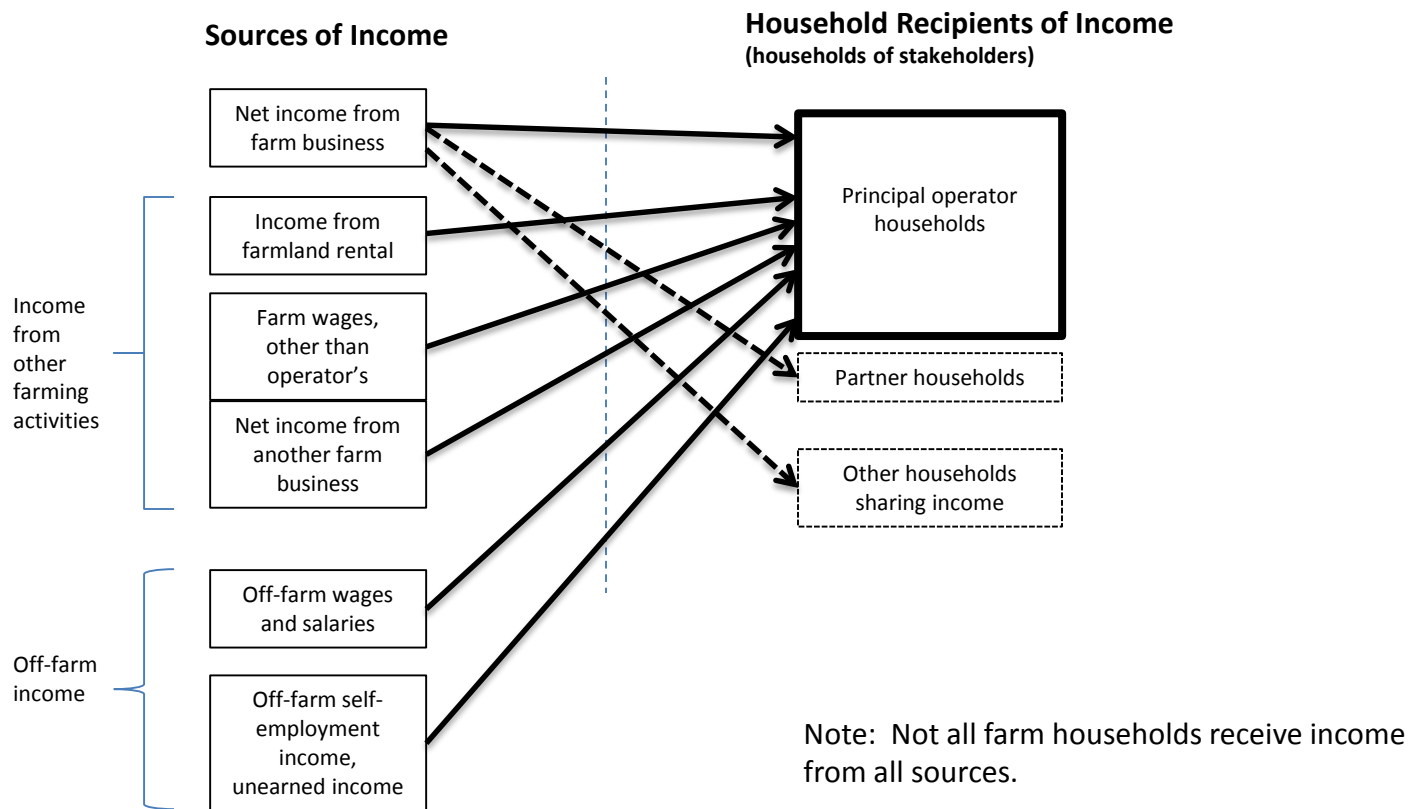 Sources of Income
Household Recipients of Income
(households of stakeholders)
Net income from
farm business
Income from
farmland rental
Farm wages,
other than
operator’s
Net income from
another farm
business
Income
from
other
farming
activities
Off-farm wages
and salaries
Off-farm self-
employment
income,
unearned income
Off-farm
income
Principal operator
households
Partner households
Other households
sharing income
Note:  Not all farm households receive income
from all sources.